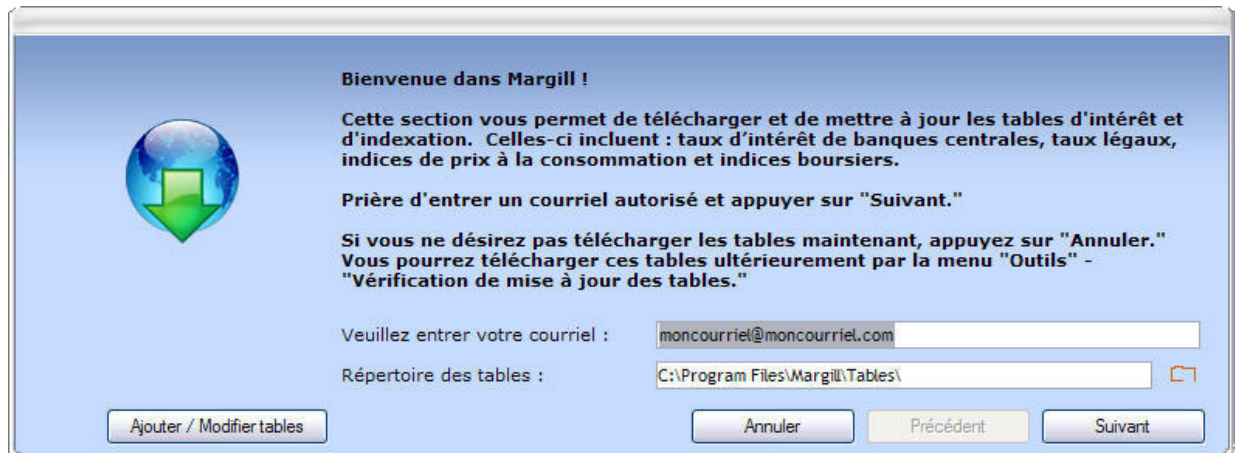 Bienvenue dans Margill !
Cette section vous permet de télécharger et de mettre à jour les tables d'intérêt et
d'indexation. Celles-ci incluent : taux d’intérêt de banques centrales, taux légaux,
indices de prix à la consommation et indices boursiers.
Prière d'entrer un courriel autorisé et appuyer sur "Suivant."
Si vous ne désirez pas télécharger les tables maintenant, appuyez sur "Annuler."
Vous pourrez télécharger ces tables ultérieurement par la menu "Outils" -
"Vérification de mise à jour des tables."
Veuillez entrer votre courriel : moncourriel@moncourriel.com
Répertoire des tables : C:\Program Files\Margill\Tables\
Ajouter / Modifier tables Annuler Précédent Suivant